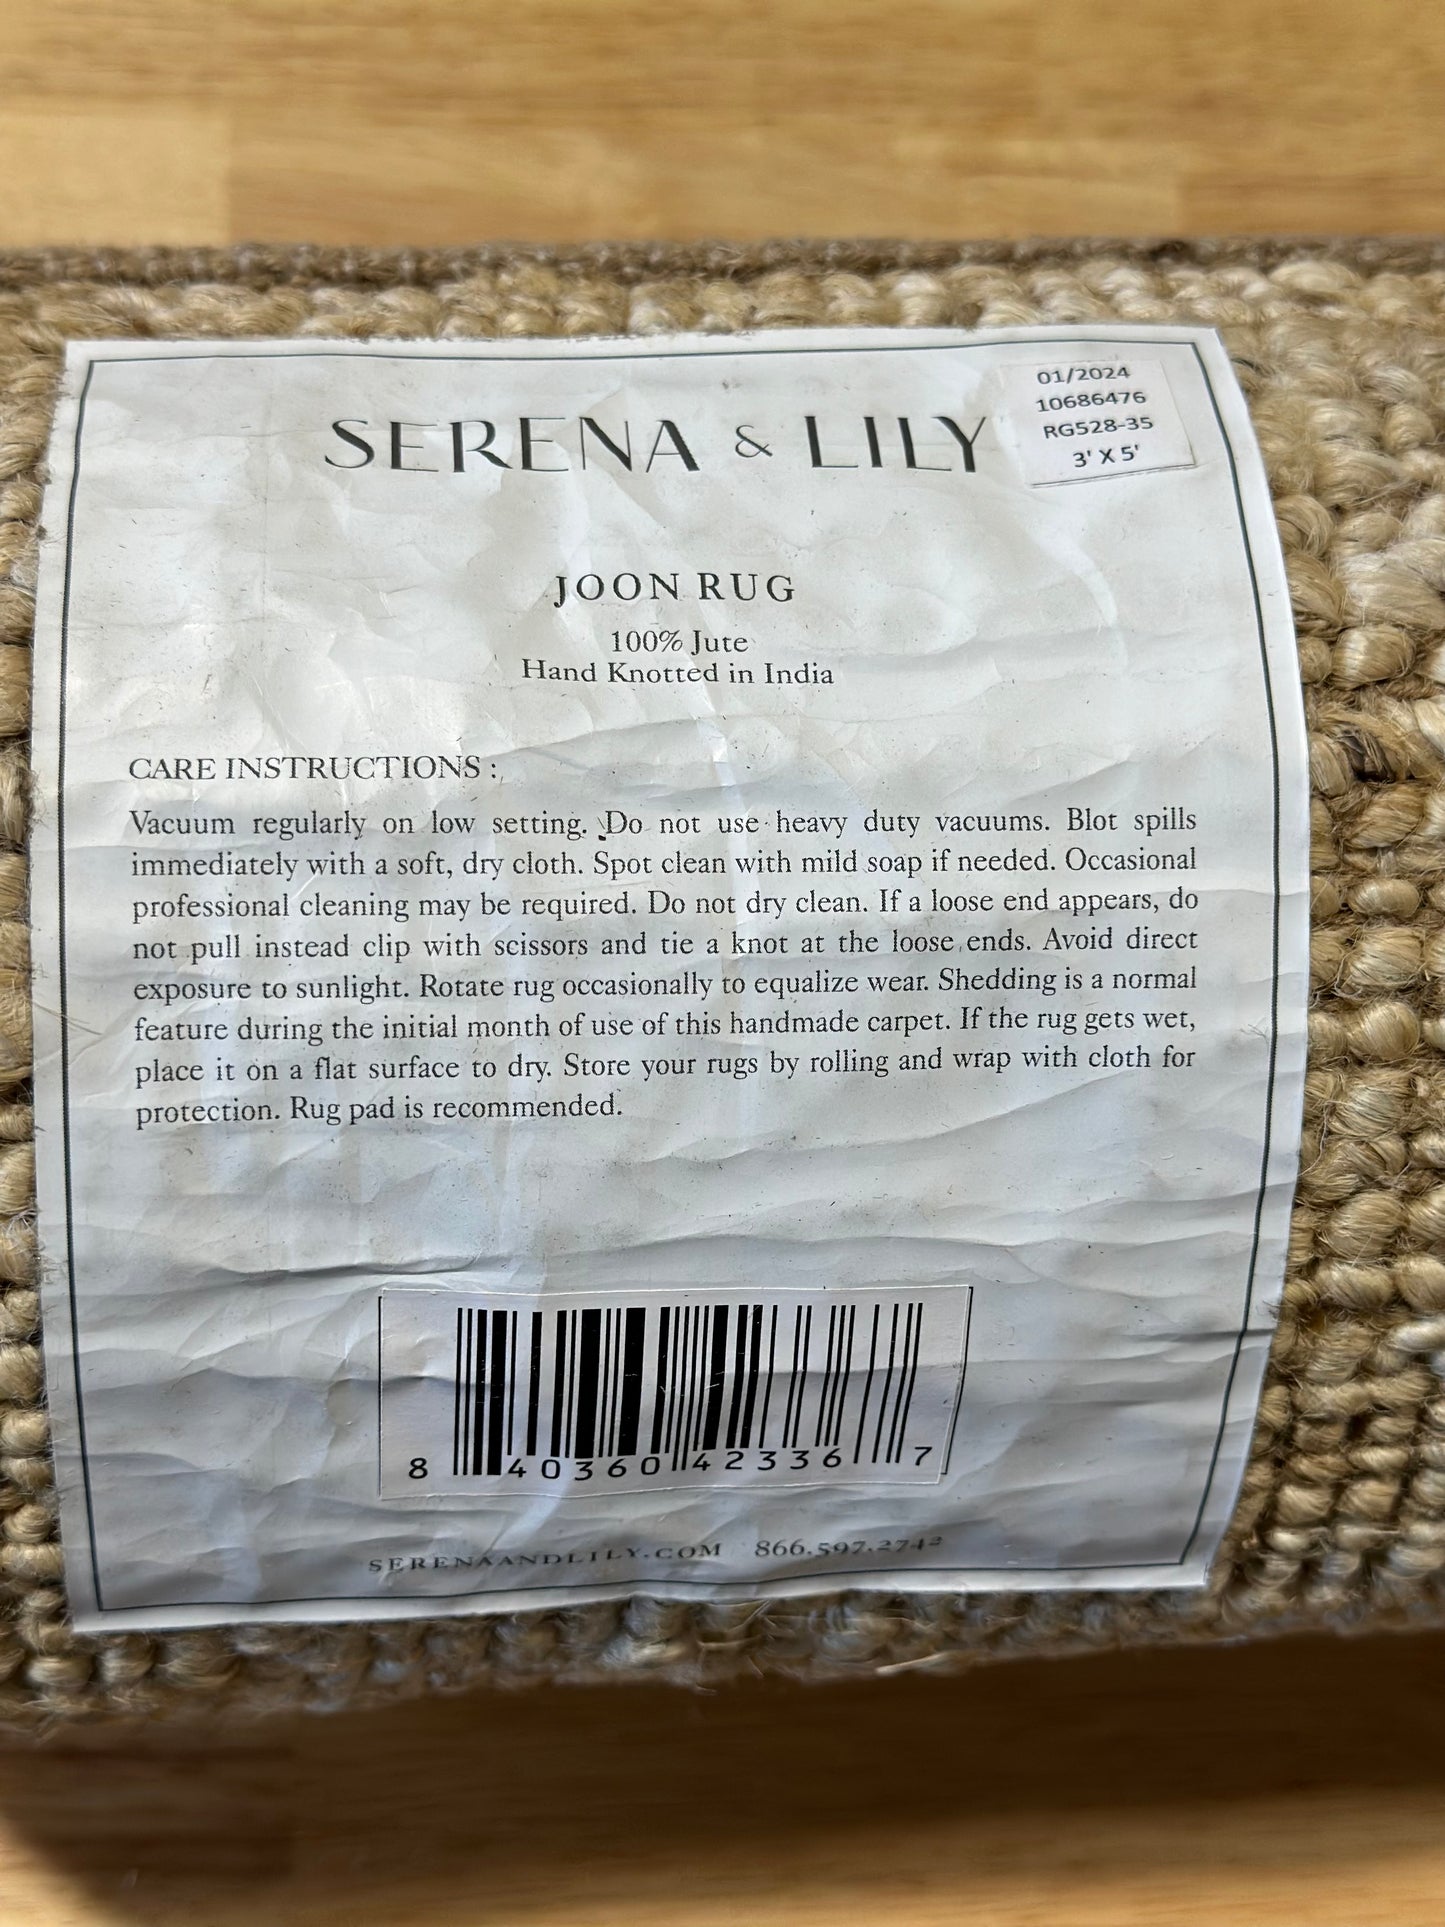 SERENA & LILY
01/2024
10686476
RG528-35
3' X 5'
JOON RUG
100% Jute
Hand Knotted in India
CARE INSTRUCTIONS :
Vacuum regularly on low setting. Do not use heavy duty vacuums. Blot spills
immediately with a soft, dry cloth. Spot clean with mild soap if needed. Occasional
professional cleaning may be required. Do not dry clean. If a loose end appears, do
not pull instead clip with scissors and tie a knot at the loose ends. Avoid direct
exposure to sunlight. Rotate rug occasionally to equalize wear. Shedding is a normal
feature during the initial month of use of this handmade carpet. If the rug gets wet,
place it on a flat surface to dry. Store your rugs by rolling and wrap with cloth for
protection. Rug pad is recommended.
8 40360 42336 7
SERENAANDLILY.COM 866.597.2742